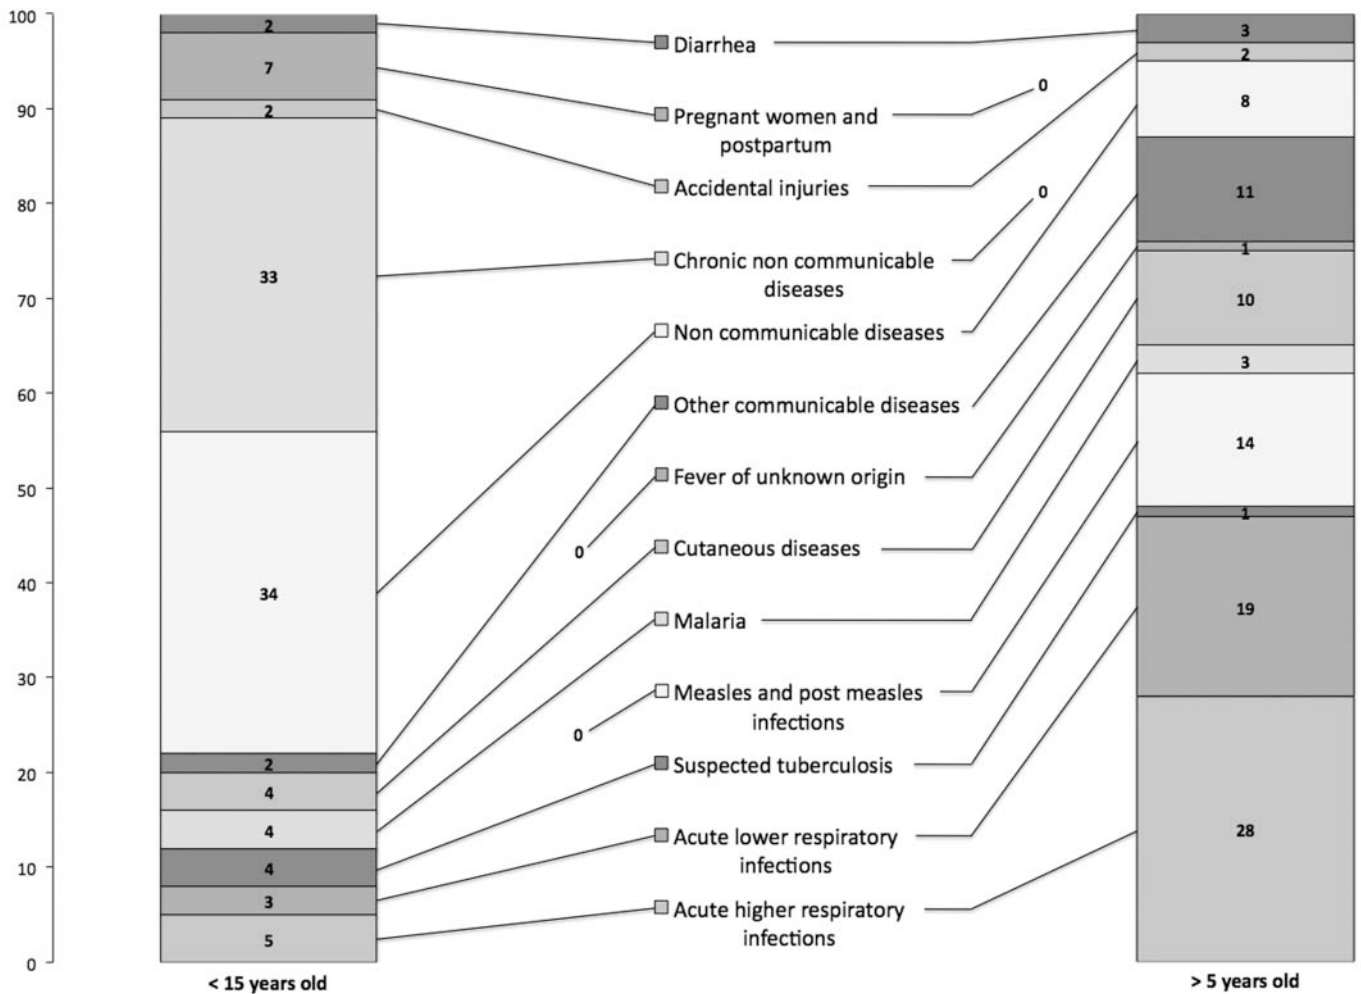 100
90
80
70
60
50
40
30
20
10
0
2
7
2
33
34
2
4
4
4
3
5
< 15 years old
Diarrhea
Pregnant women and
postpartum
0
Accidental injuries
0
Chronic non communicable
diseases
Non communicable diseases
Other communicable diseases
Fever of unknown origin
0
Cutaneous diseases
Malaria
Measles and post measles
infections
0
Suspected tuberculosis
Acute lower respiratory
infections
Acute higher respiratory
infections
3
2
8
11
1
10
3
14
1
19
28
> 5 years old